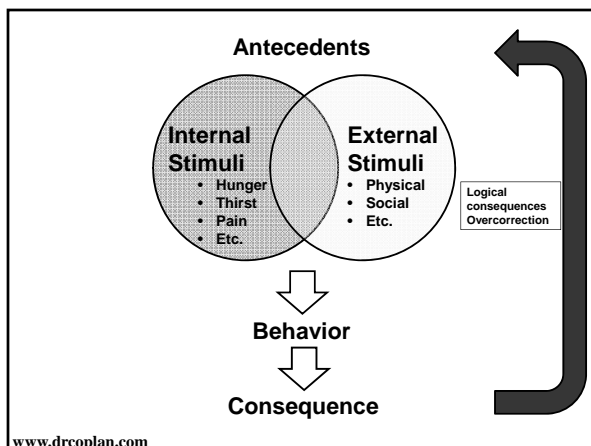 Antecedents
Internal
Stimuli
• Hunger
• Thirst
• Pain
• Etc.
External
Stimuli
• Physical
• Social
• Etc.
Logical
consequences
Overcorrection
Behavior
Consequence
www.drcoplan.com